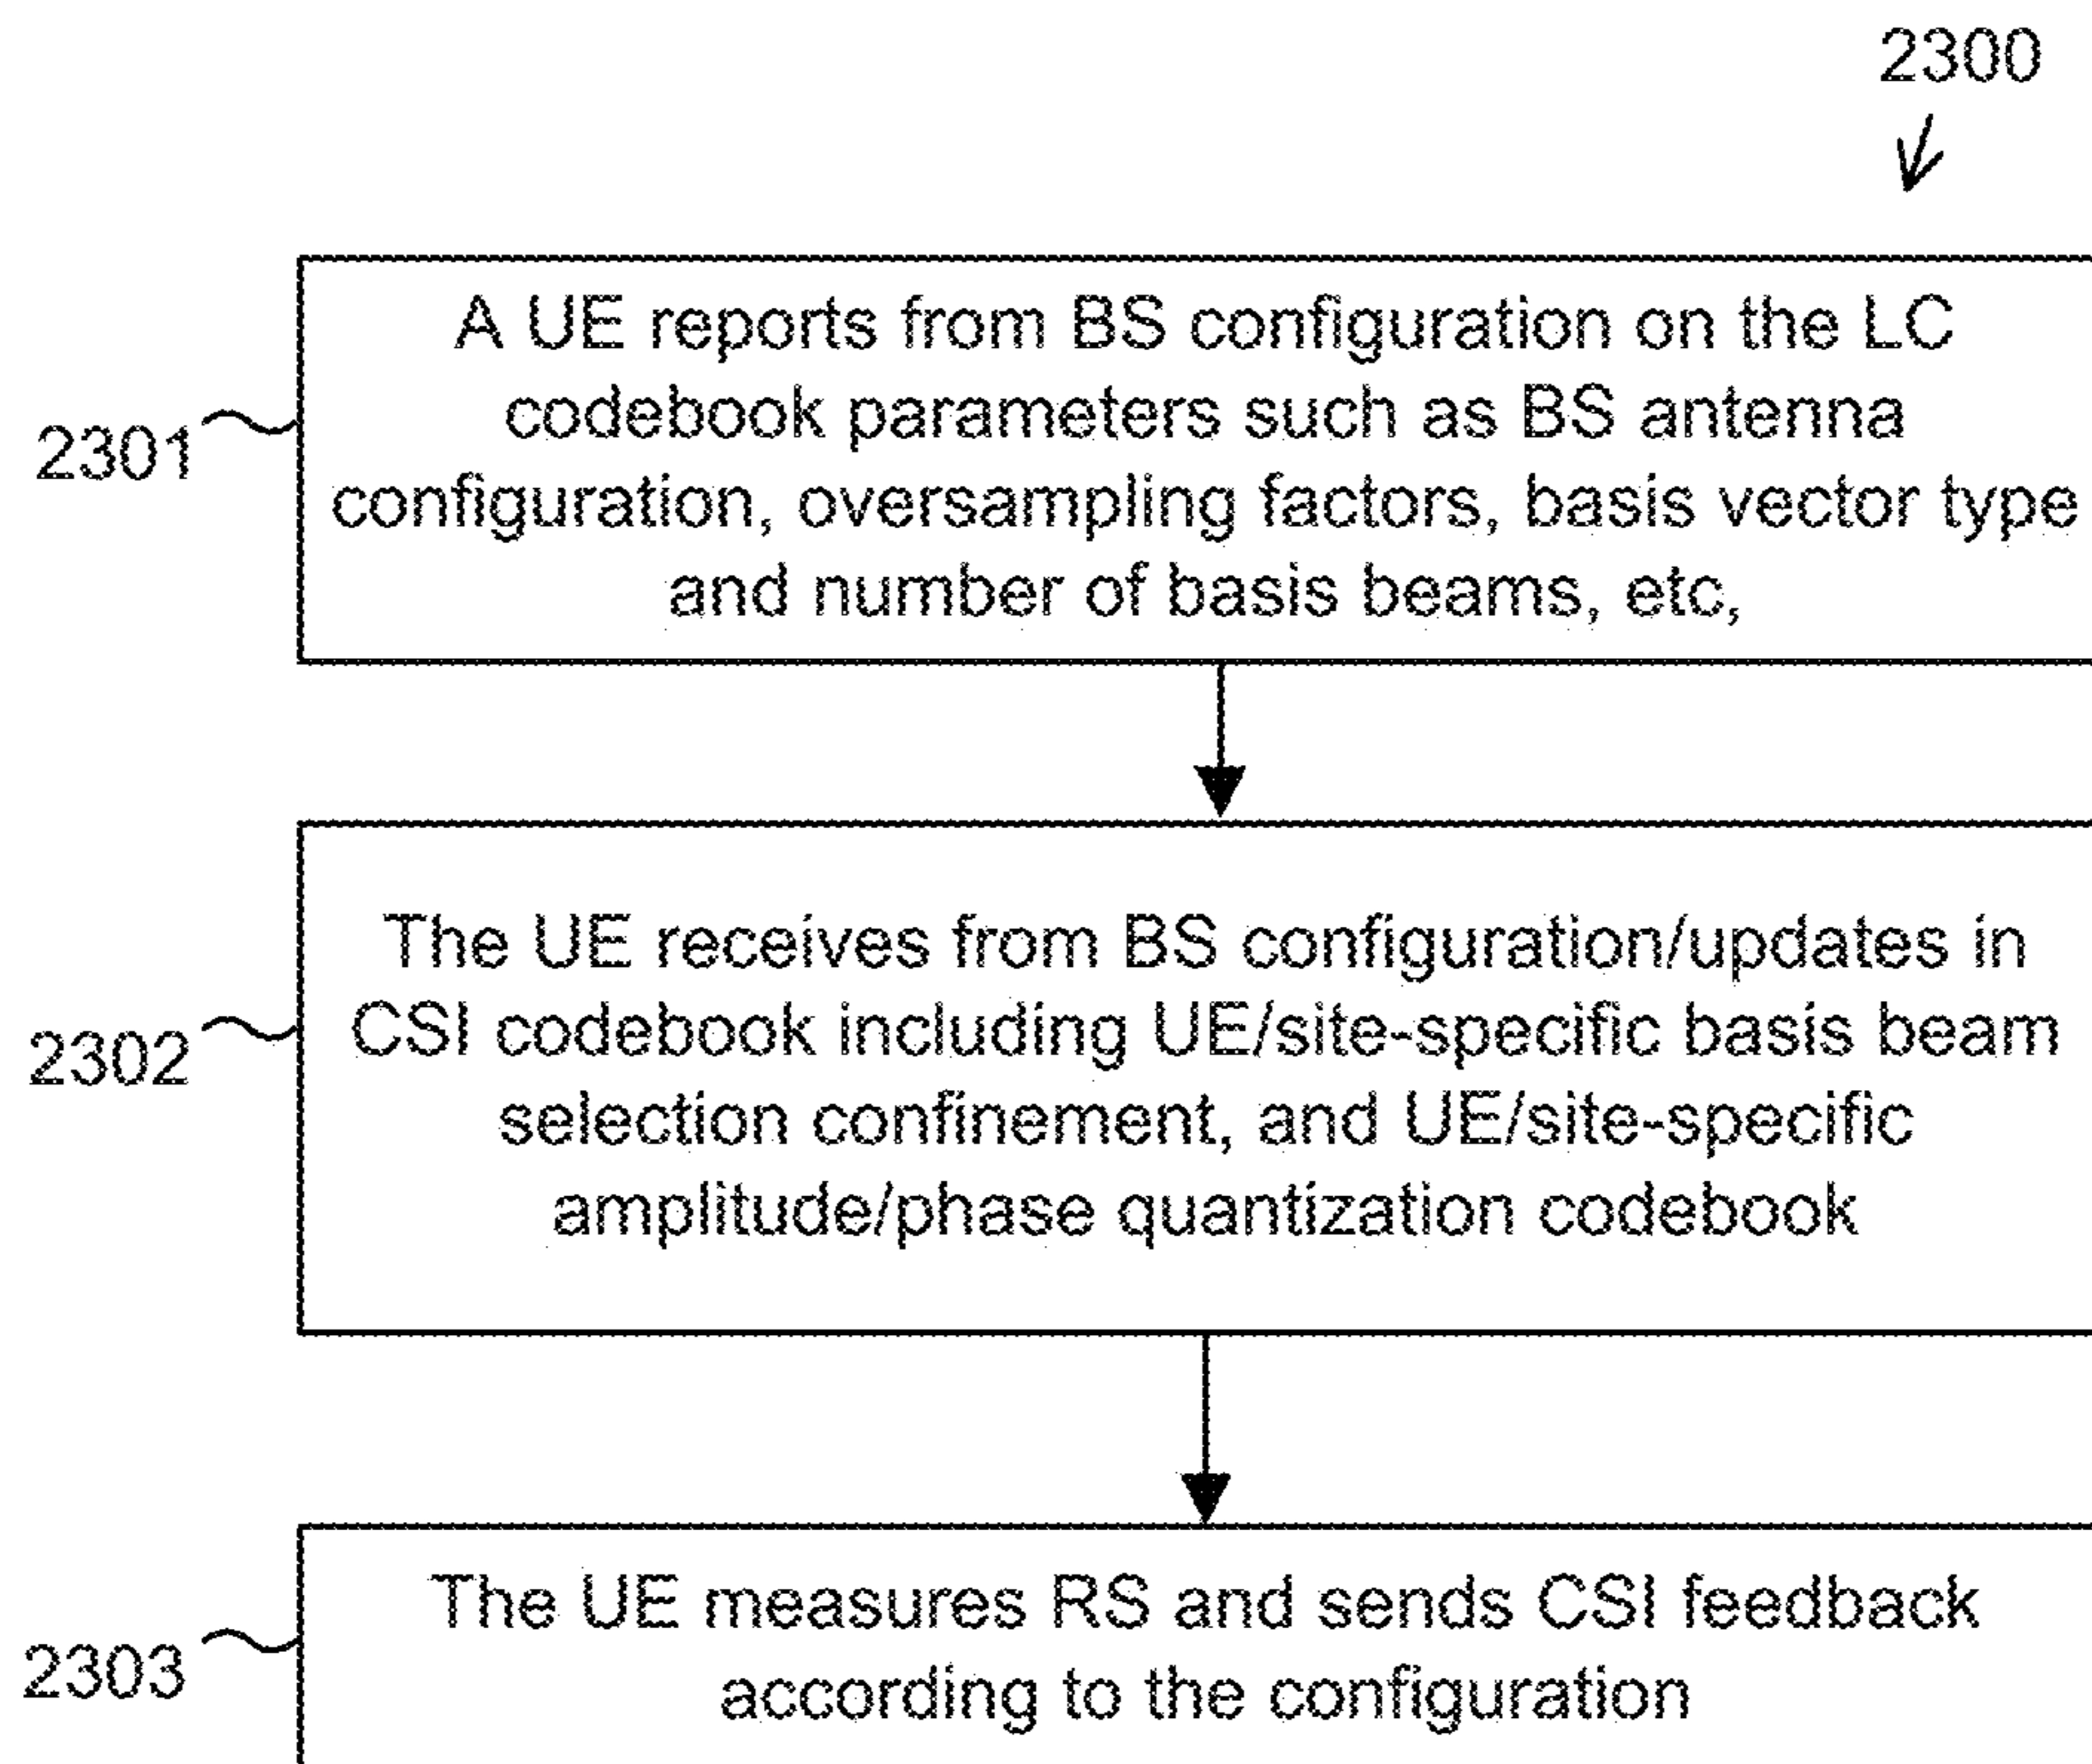 2300
A UE reports from BS configuration on the LC
codebook parameters such as BS antenna
configuration, oversampling factors, basis vector type
and number of basis beams, etc,
2301
The UE receives from BS configuration/updates in
CSI codebook including UE/site-specific basis beam
selection confinement, and UE/site-specific
amplitude/phase quantization codebook
2302
The UE measures RS and sends CSI feedback
according to the configuration
2303